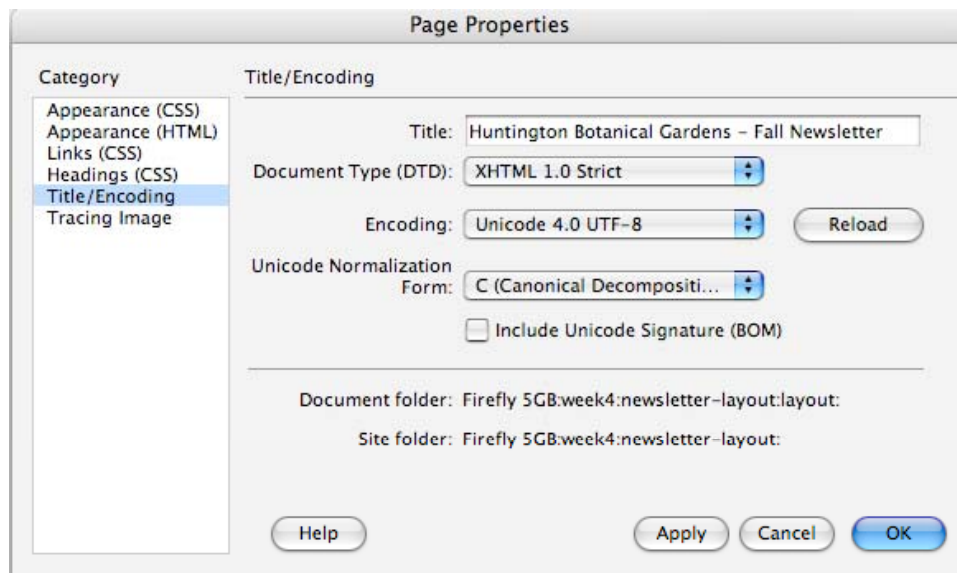 Page Properties
Category
Appearance (CSS)
Appearance (HTML)
Links (CSS)
Headings (CSS)
Title/Encoding
Tracing Image
Title/Encoding
Title: Huntington Botanical Gardens – Fall Newsletter
Document Type (DTD): XHTML 1.0 Strict
Encoding: Unicode 4.0 UTF-8 Reload
Unicode Normalization
Form: C (Canonical Decompositi...
Include Unicode Signature (BOM)
Document folder: Firefly 5GB:week4:newsletter-layout:layout:
Site folder: Firefly 5GB:week4:newsletter-layout:
Help Apply Cancel OK